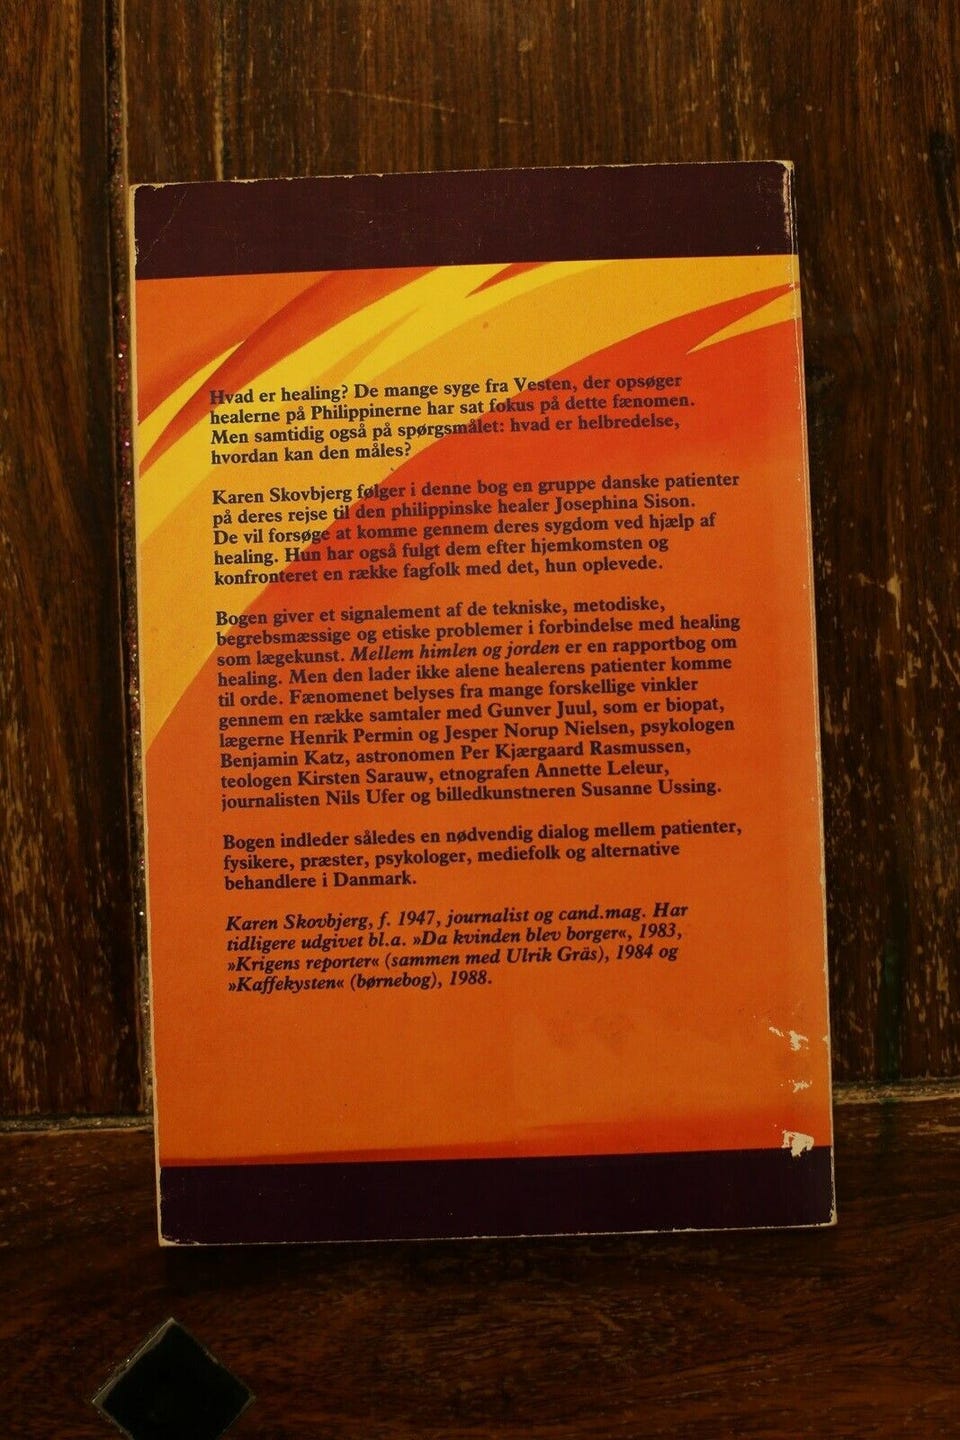 Hvad er healing? De mange syge fra Vesten, der opsøger
healerne på Philippinerne har sat fokus på dette fænomen.
Men samtidig også på spørgsmålet: hvad er helbredelse,
hvordan kan den måles?
Karen Skovbjerg følger i denne bog en gruppe danske patienter
på deres rejse til den philippinske healer Josephina Sison.
De vil forsøge at komme gennem deres sygdom ved hjælp af
healing. Hun har også fulgt dem efter hjemkomsten og
konfronteret en række fagfolk med det, hun oplevede.
Bogen giver et signalement af de tekniske, metodiske,
begrebsmæssige og etiske problemer i forbindelse med healing
som lægekunst. Mellem himlen og jorden er en rapportbog om
healing. Men den lader ikke alene healerens patienter komme
til orde. Fænomenet belyses fra mange forskellige vinkler
gennem en række samtaler med Gunver Juul, som er biopat,
lægerne Henrik Permin og Jesper Norup Nielsen, psykologen
Benjamin Katz, astronomen Per Kjærgaard Rasmussen,
teologen Kirsten Sarauw, etnografen Annette Leleur,
journalisten Nils Ufer og billedkunstneren Susanne Ussing.
Bogen indleder således en nødvendig dialog mellem patienter,
fysikere, præster, psykologer, mediefolk og alternative
behandlere i Danmark.
Karen Skovbjerg, f. 1947, journalist og cand.mag. Har
tidligere udgivet bl.a. »Da kvinden blev borger«, 1983,
»Krigens reporter« (sammen med Ulrik Gräs), 1984 og
»Kaffekysten« (børnebog), 1988.